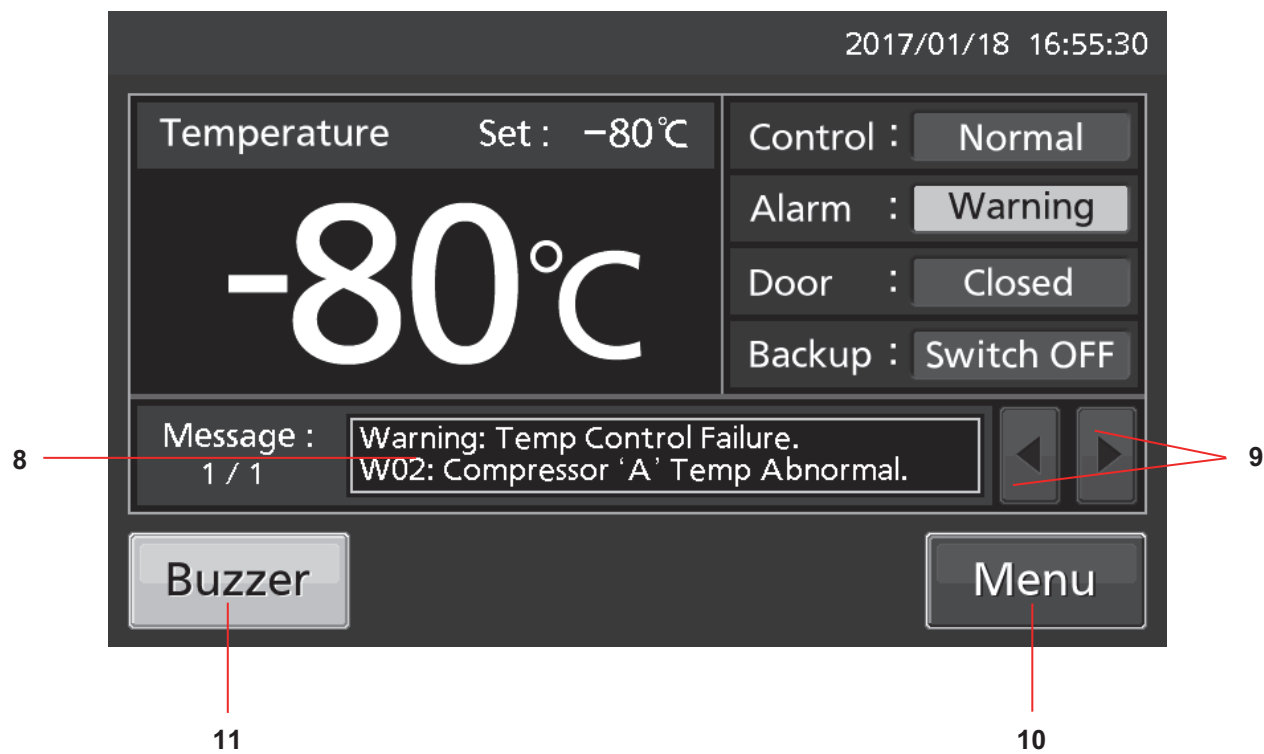 2017/01/18 16:55:30
Temperature Set : −80℃
-80℃
Control : Normal
Alarm : Warning
Door : Closed
Backup : Switch OFF
Message :
1 / 1
Warning: Temp Control Failure.
W02: Compressor ‘A’ Temp Abnormal.
8
9
Buzzer
Menu
11
10